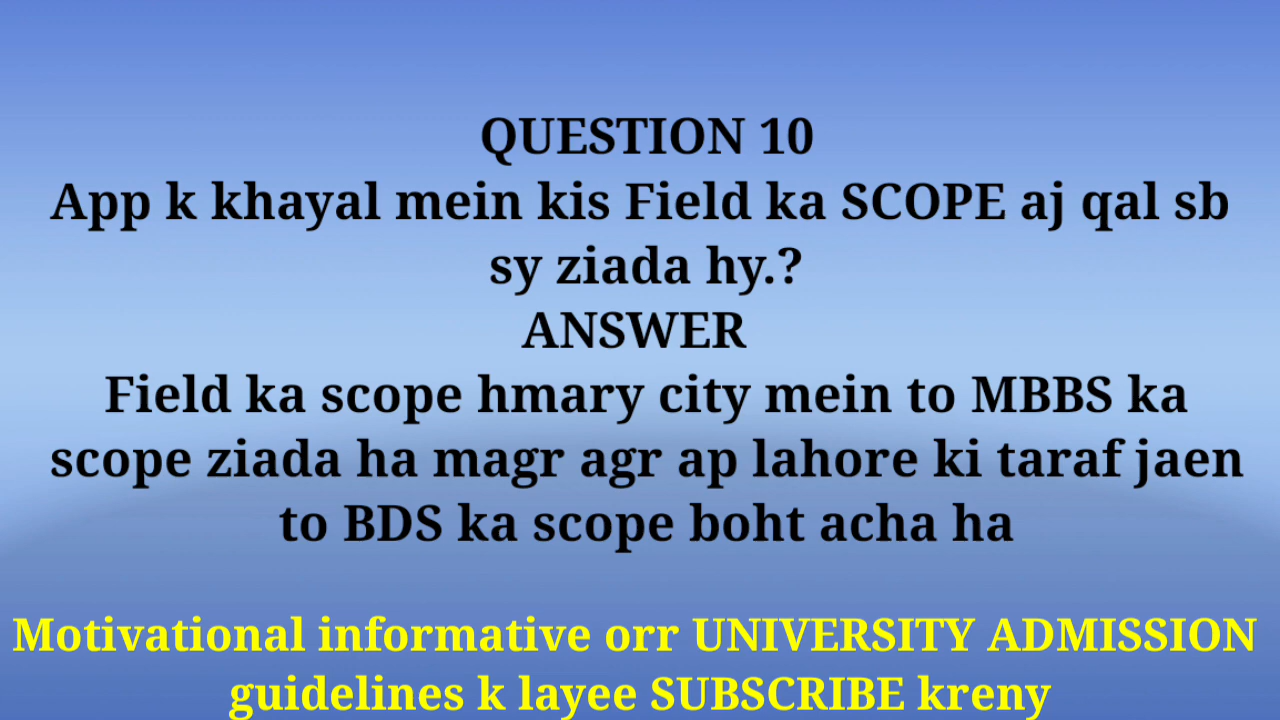 QUESTION 10
App k khayal mein kis Field ka SCOPE aj qal sb
sy ziada hy.?
ANSWER
Field ka scope hmary city mein to MBBS ka
scope ziada ha magr agr ap lahore ki taraf jaen
to BDS ka scope boht acha ha
Motivational informative orr UNIVERSITY ADMISSION
guidelines k layee SUBSCRIBE kreny